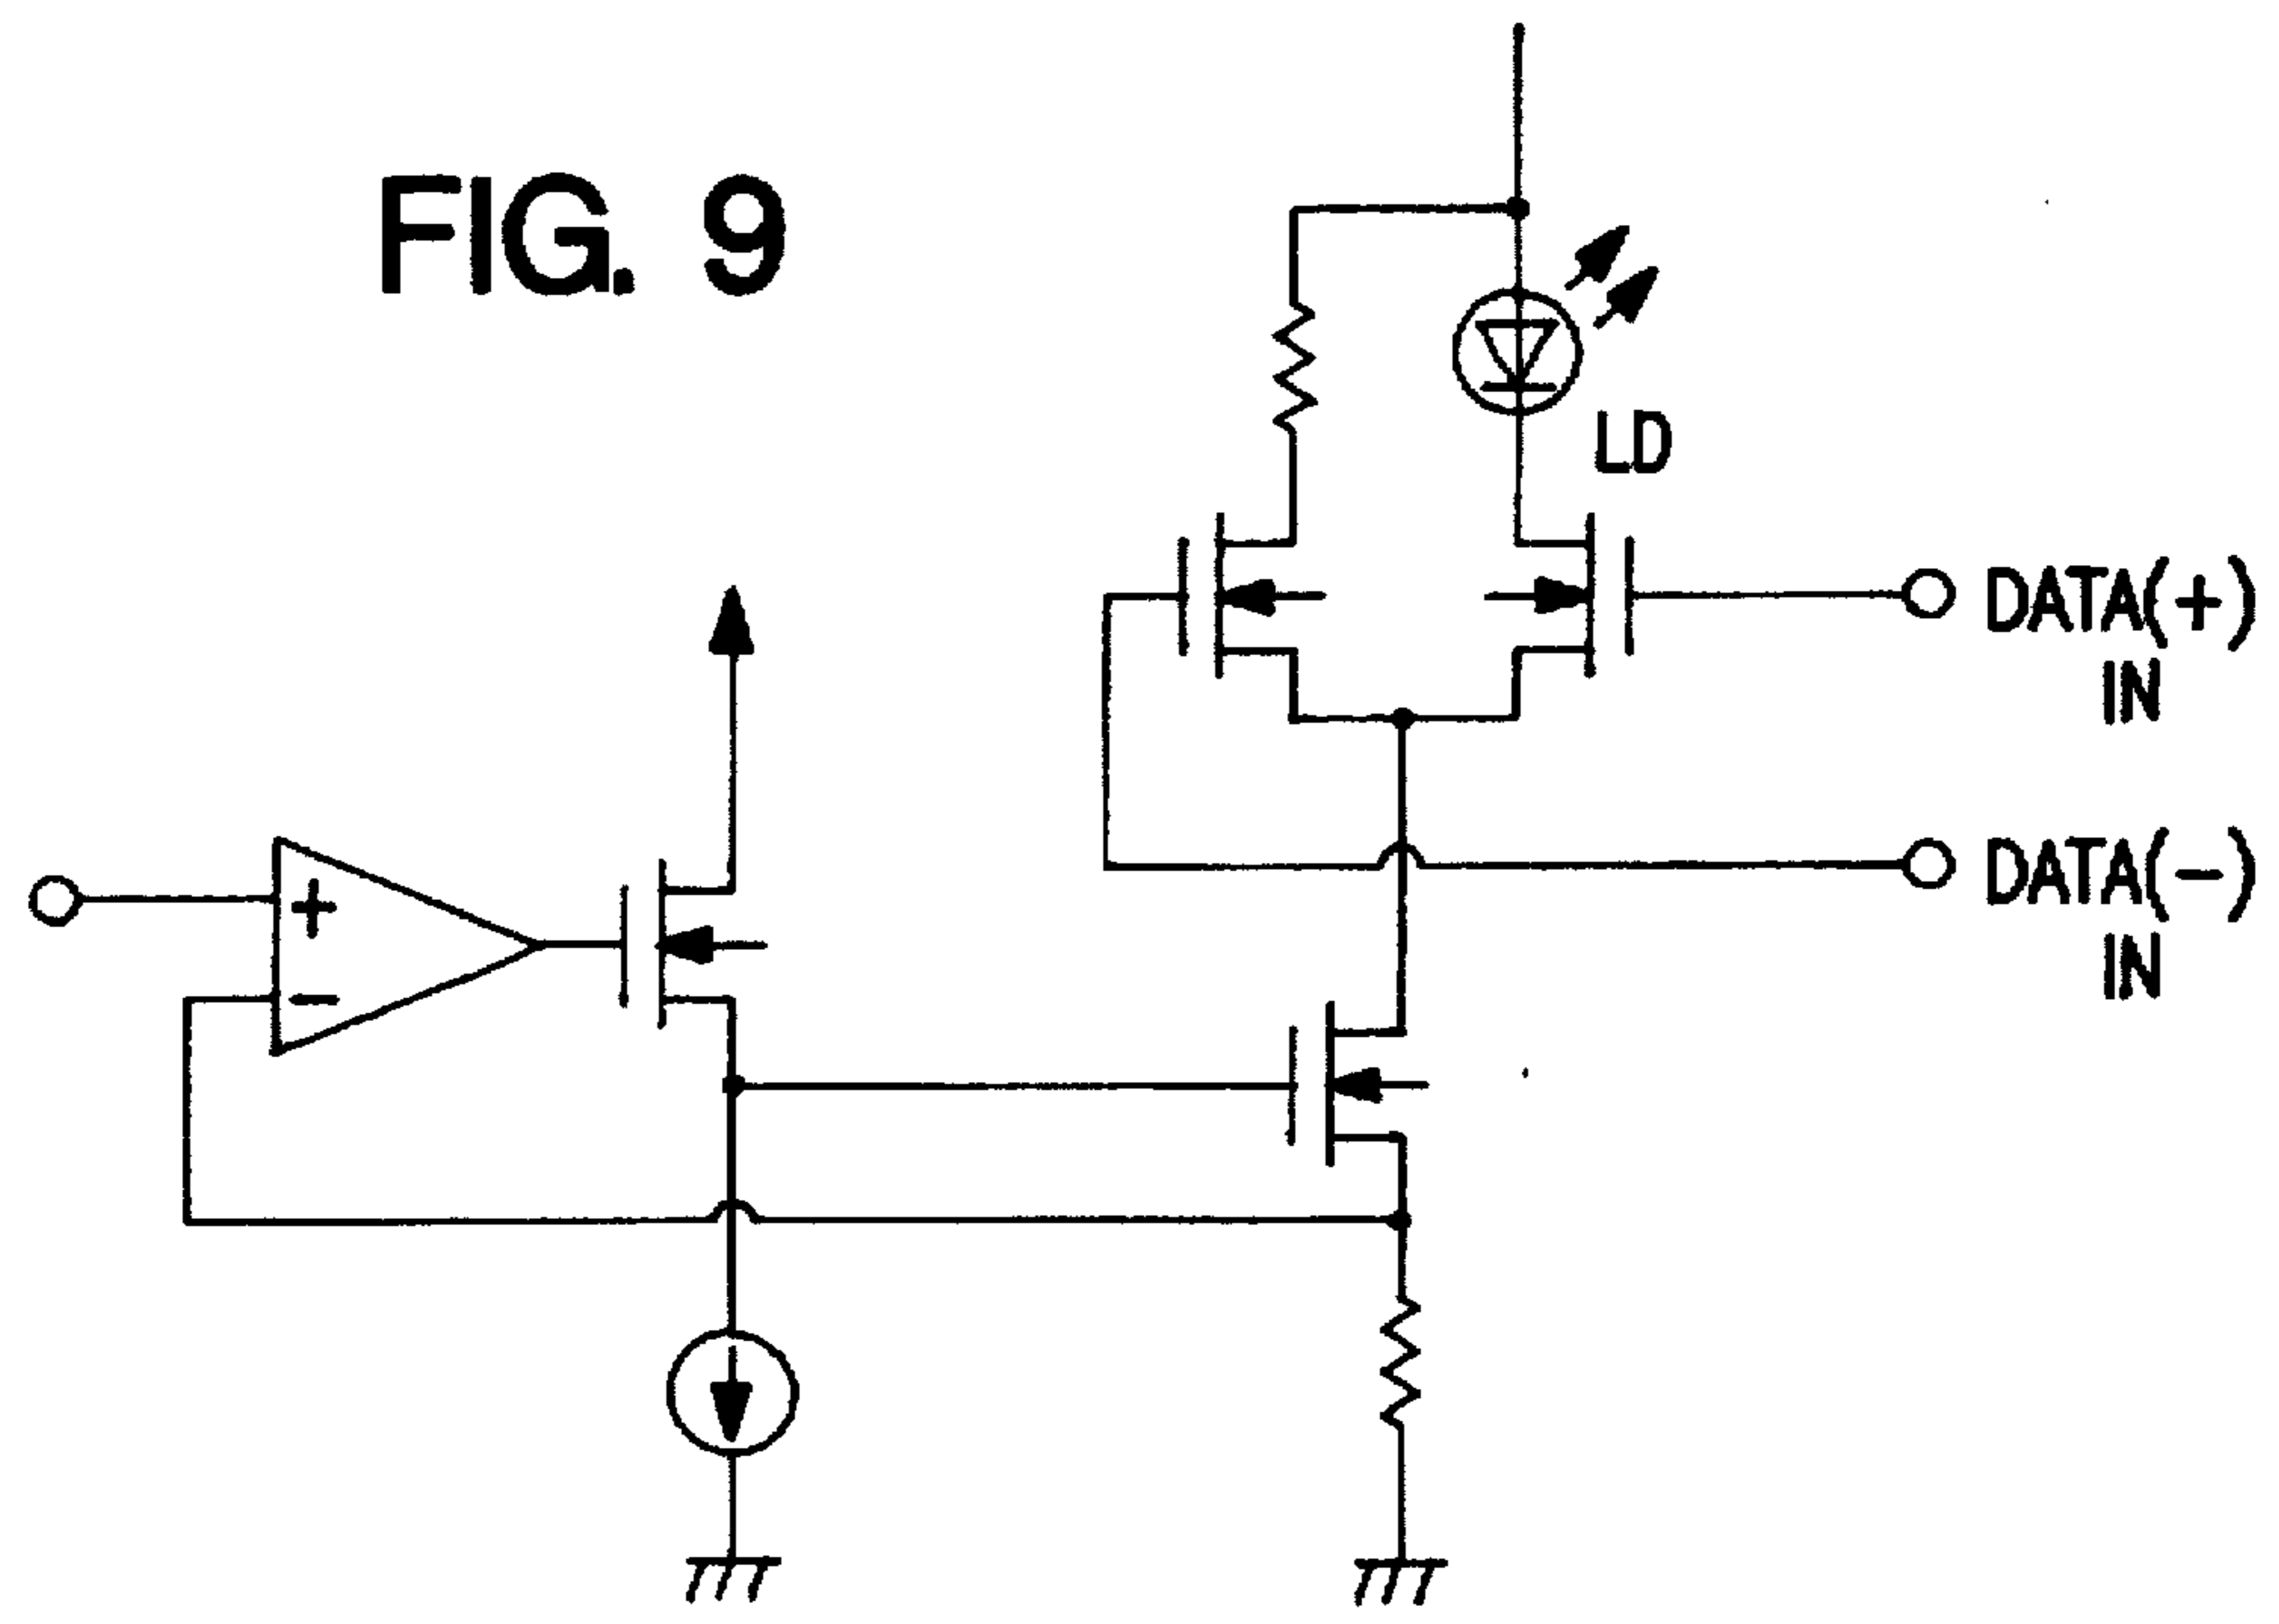 FIG. 9
LD
DATA(+)
IN
+
DATA(-)
IN
-